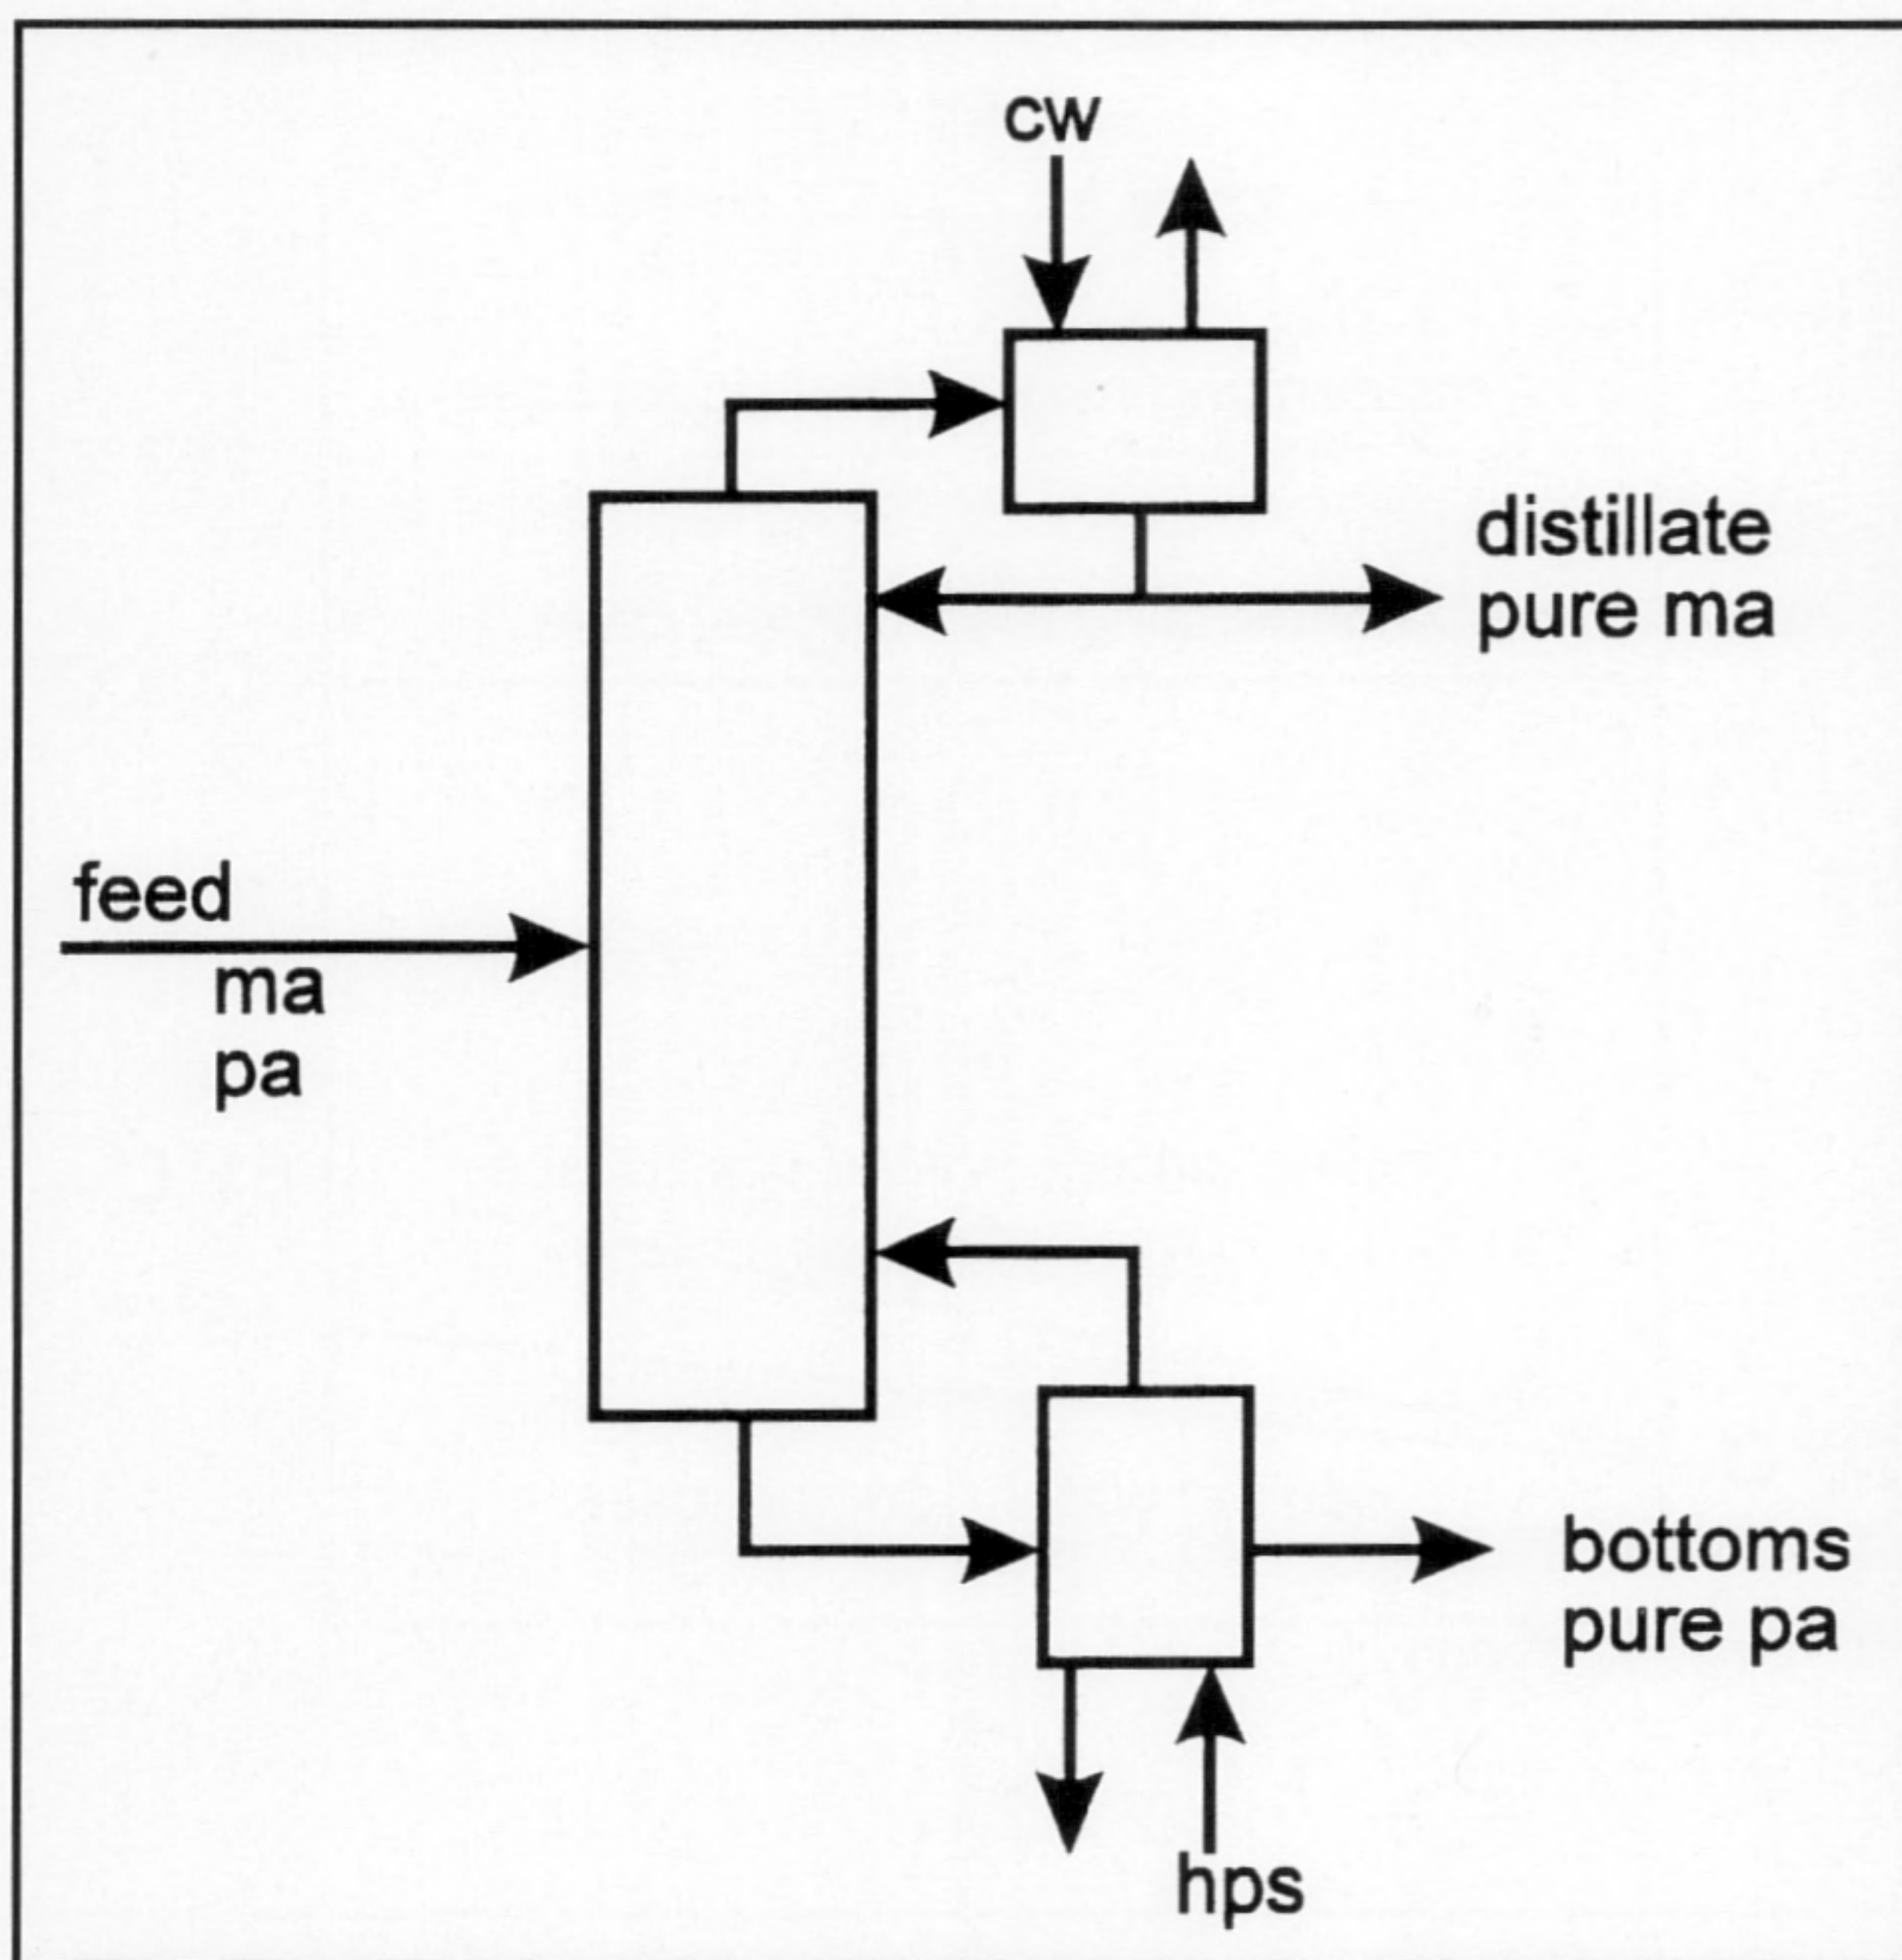 cw
distillate
pure ma
feed
ma
pa
bottoms
pure pa
hps